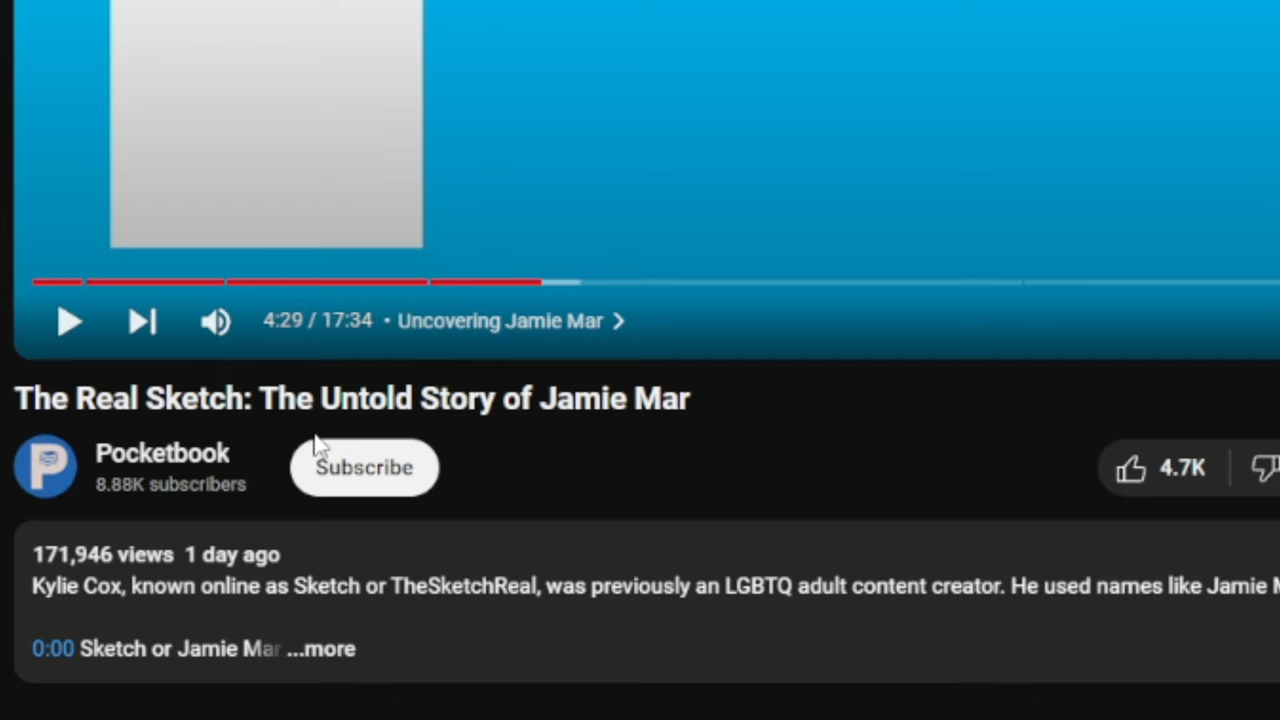 4:29 / 17:34 • Uncovering Jamie Mar
The Real Sketch: The Untold Story of Jamie Mar
Pocketbook
Subscribe
8.88K subscribers
4.7K
171,946 views 1 day ago
Kylie Cox, known online as Sketch or TheSketchReal, was previously an LGBTQ adult content creator. He used names like Jamie M
0:00 Sketch or Jamie Mar ...more